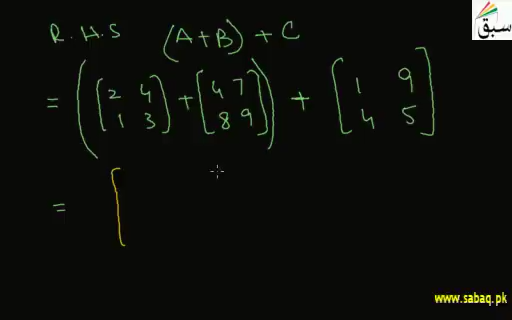 سبق
R.H.S (A+B) + C
= ([2 4 + [4 7) + [1 9
1 3] 8 9] 4 5]
= [
www.sabaq.pk